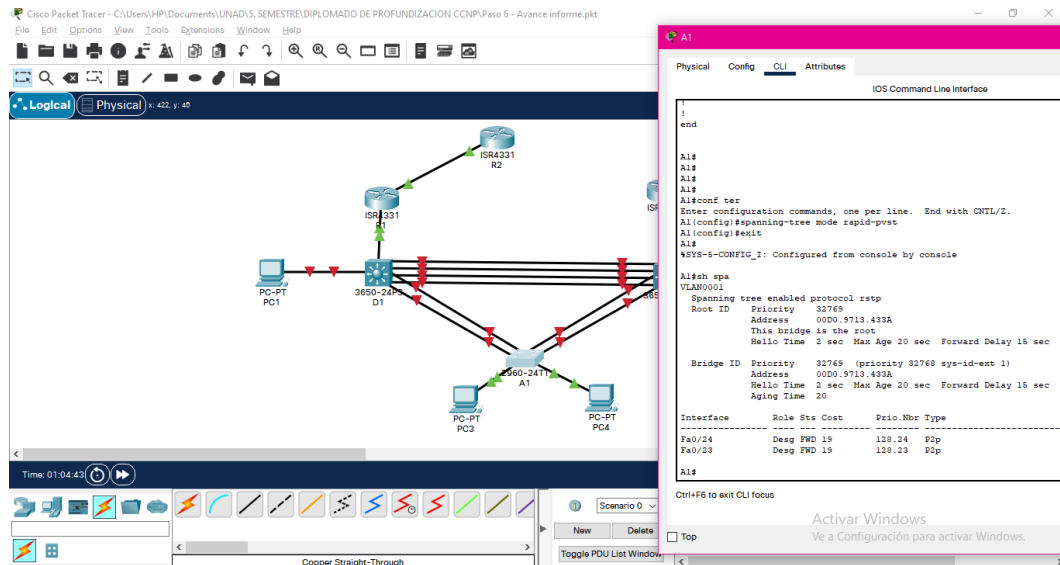 Cisco Packet Tracer - C:\Users\HP\Documents\UNAD\5. SEMESTRE\DIPLOMADO DE PROFUNDIZACION CCNP\Paso 6 - Avance informe.pkt
File Edit Options View Tools Extensions Window Help
Logical Physical x: 422, y: 40
ISR4331
R2
ISR4331
R1
PC-PT
PC1
3650-24PS
D1
2960-24TT
A1
PC-PT
PC3
PC-PT
PC4
Time: 01:04:43
Scenario 0
New Delete
Toggle PDU List Window
Copper Straight-Through
A1
Physical Config CLI Attributes
IOS Command Line Interface
!
!
end
A1#
A1#
A1#
A1#
A1#conf ter
Enter configuration commands, one per line. End with CNTL/Z.
A1(config)#spanning-tree mode rapid-pvst
A1(config)#exit
A1#
%SYS-5-CONFIG_I: Configured from console by console
A1#sh spa
VLAN0001
Spanning tree enabled protocol rstp
Root ID Priority 32769
Address 00D0.9713.433A
This bridge is the root
Hello Time 2 sec Max Age 20 sec Forward Delay 15 sec
Bridge ID Priority 32769 (priority 32768 sys-id-ext 1)
Address 00D0.9713.433A
Hello Time 2 sec Max Age 20 sec Forward Delay 15 sec
Aging Time 20
Interface Role Sts Cost Prio.Nbr Type
---------------- ---- --- --------- -------- --------------------------------
Fa0/24 Desg FWD 19 128.24 P2p
Fa0/23 Desg FWD 19 128.23 P2p
A1#
Ctrl+F6 to exit CLI focus
Top
Activar Windows
Ve a Configuración para activar Windows.